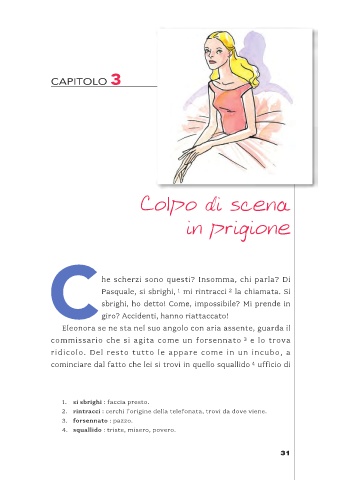 CAPITOLO 3
Colpo di scena
in prigione
Che scherzi sono questi? Insomma, chi parla? Di
Pasquale, si sbrighi, 1 mi rintracci 2 la chiamata. Si
sbrighi, ho detto! Come, impossibile? Mi prende in
giro? Accidenti, hanno riattaccato!
Eleonora se ne sta nel suo angolo con aria assente, guarda il
commissario che si agita come un forsennato 3 e lo trova
ridicolo. Del resto tutto le appare come in un incubo, a
cominciare dal fatto che lei si trovi in quello squallido 4 ufficio di
1. si sbrighi : faccia presto.
2. rintracci : cerchi l'origine della telefonata, trovi da dove viene.
3. forsennato : pazzo.
4. squallido : triste, misero, povero.
31